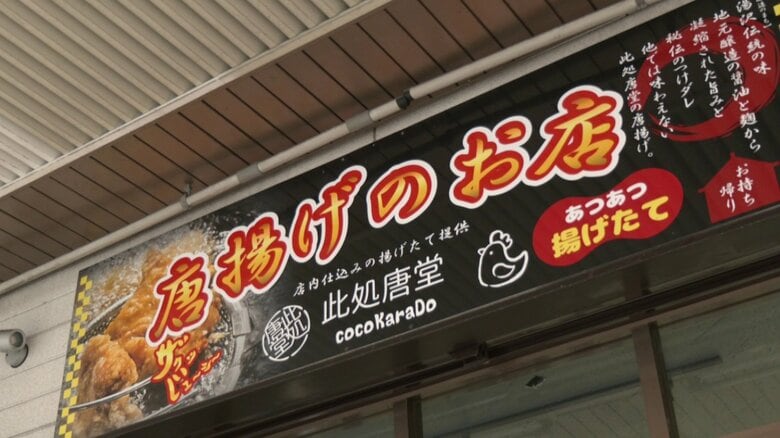 唐揚げのお店
店内仕込みの揚げたて提供
此処唐堂
此処唐堂
cocoKaraDo
ザクッ
ジューシー
あつあつ
揚げたて
湯沢伝統の味
地元醸造の醤油と麹から
凝縮された旨みと
秘伝のつけダレ
他では味わえない
此処唐堂の唐揚げ。
お持ち
帰り